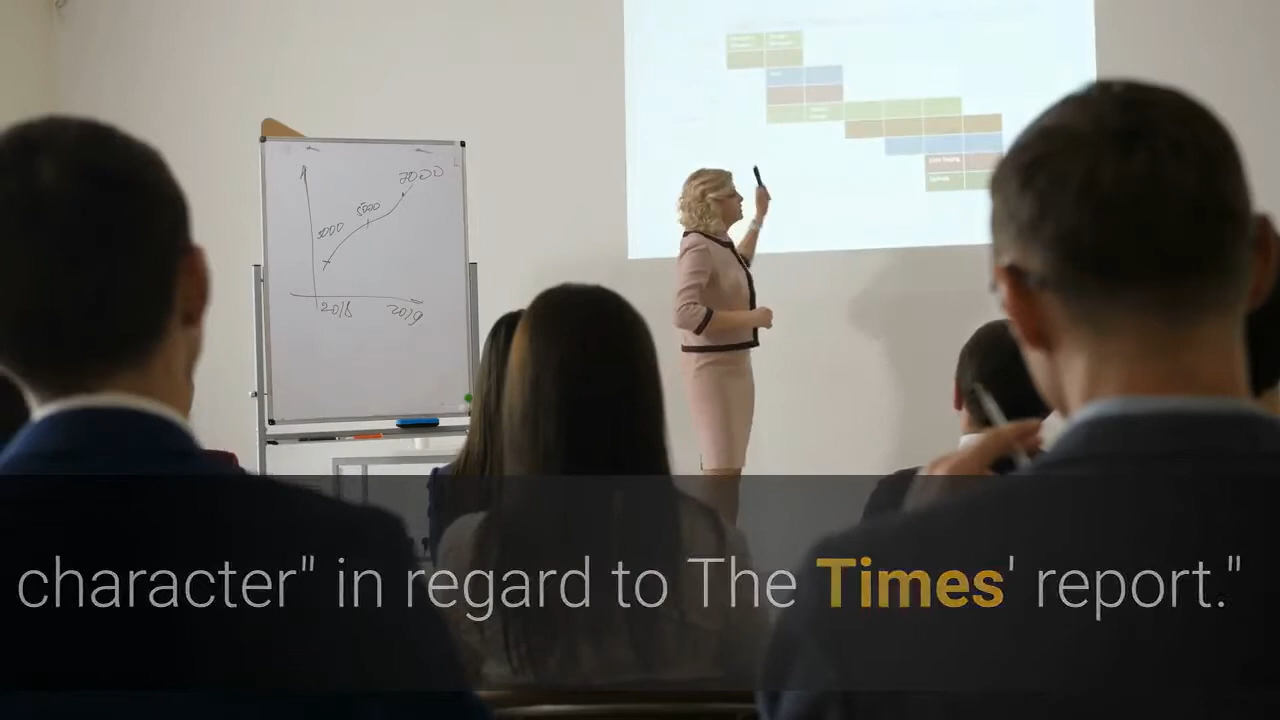 7000
5000
3000
2018 2019
character" in regard to The Times' report."